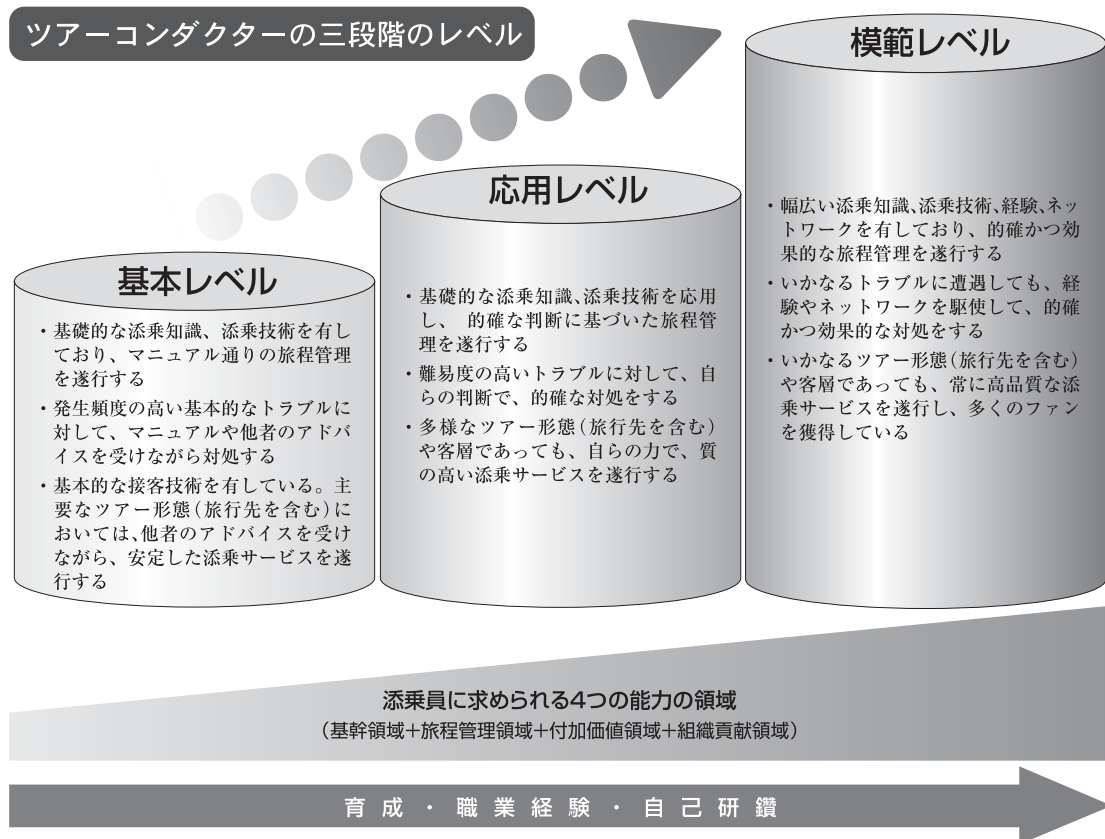 ツアーコンダクターの三段階のレベル
基本レベル
・基礎的な添乗知識、添乗技術を有し
ており、マニュアル通りの旅程管理
を遂行する
・発生頻度の高い基本的なトラブルに
対して、マニュアルや他者のアドバ
イスを受けながら対処する
・基本的な接客技術を有している。主
要なツアー形態(旅行先を含む)に
おいては、他者のアドバイスを受け
ながら、安定した添乗サービスを遂
行する
応用レベル
・基礎的な添乗知識、添乗技術を応用
し、 的確な判断に基づいた旅程管
理を遂行する
・難易度の高いトラブルに対して、自
らの判断で、的確な対処をする
・多様なツアー形態(旅行先を含む)
や客層であっても、自らの力で、質
の高い添乗サービスを遂行する
模範レベル
・幅広い添乗知識、添乗技術、経験、ネッ
トワークを有しており、的確かつ効
果的な旅程管理を遂行する
・いかなるトラブルに遭遇しても、経
験やネットワークを駆使して、的確
かつ効果的な対処をする
・いかなるツアー形態(旅行先を含む)
や客層であっても、常に高品質な添
乗サービスを遂行し、多くのファン
を獲得している
添乗員に求められる4つの能力の領域
(基幹領域+旅程管理領域+付加価値領域+組織貢献領域)
育成・職業経験・自己研鑽